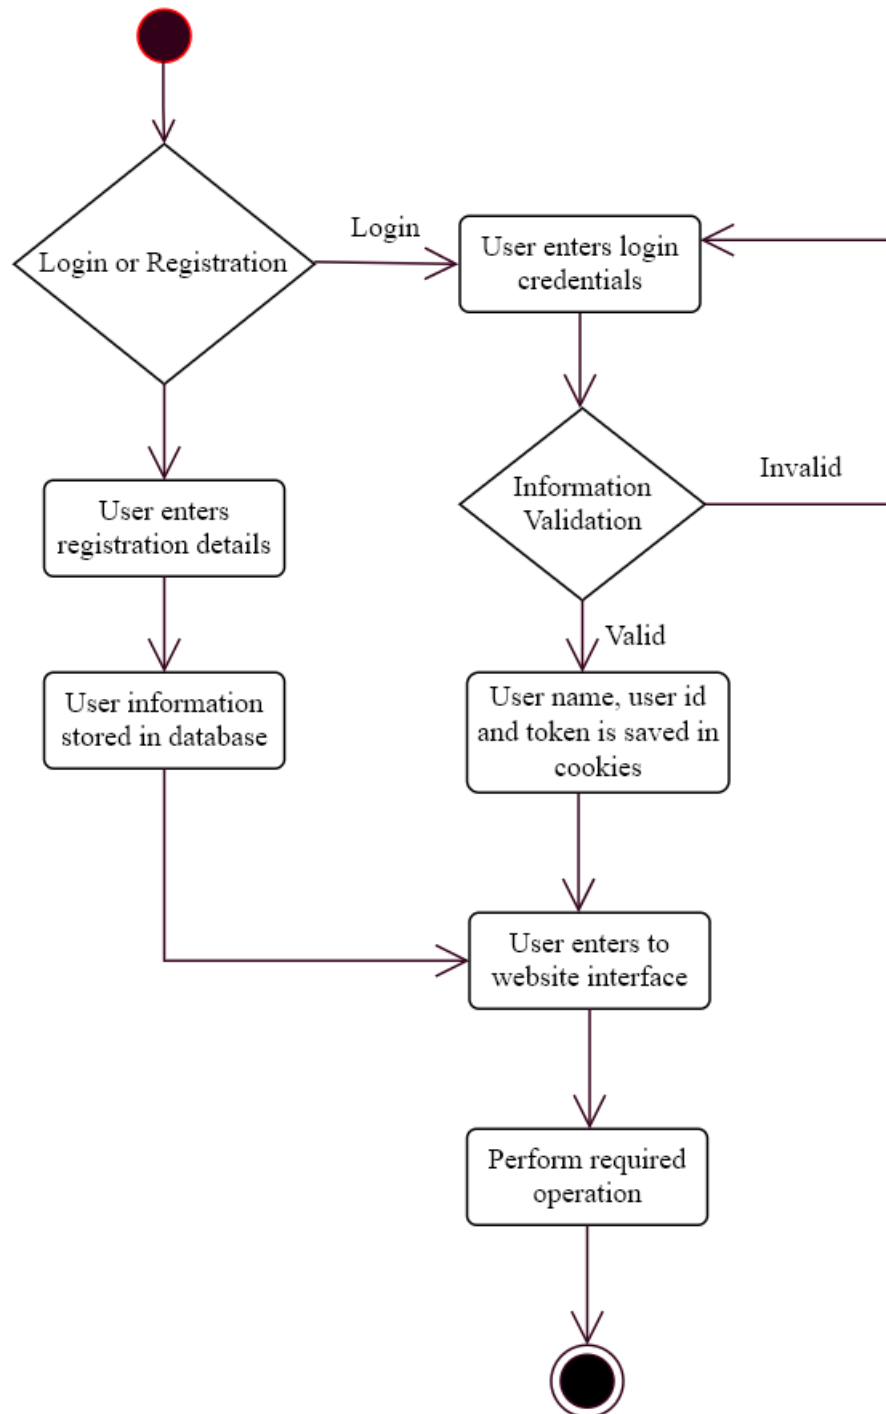 Login or Registration
Login
User enters login
credentials
User enters
registration details
Information
Validation
Invalid
Valid
User information
stored in database
User name, user id
and token is saved in
cookies
User enters to
website interface
Perform required
operation